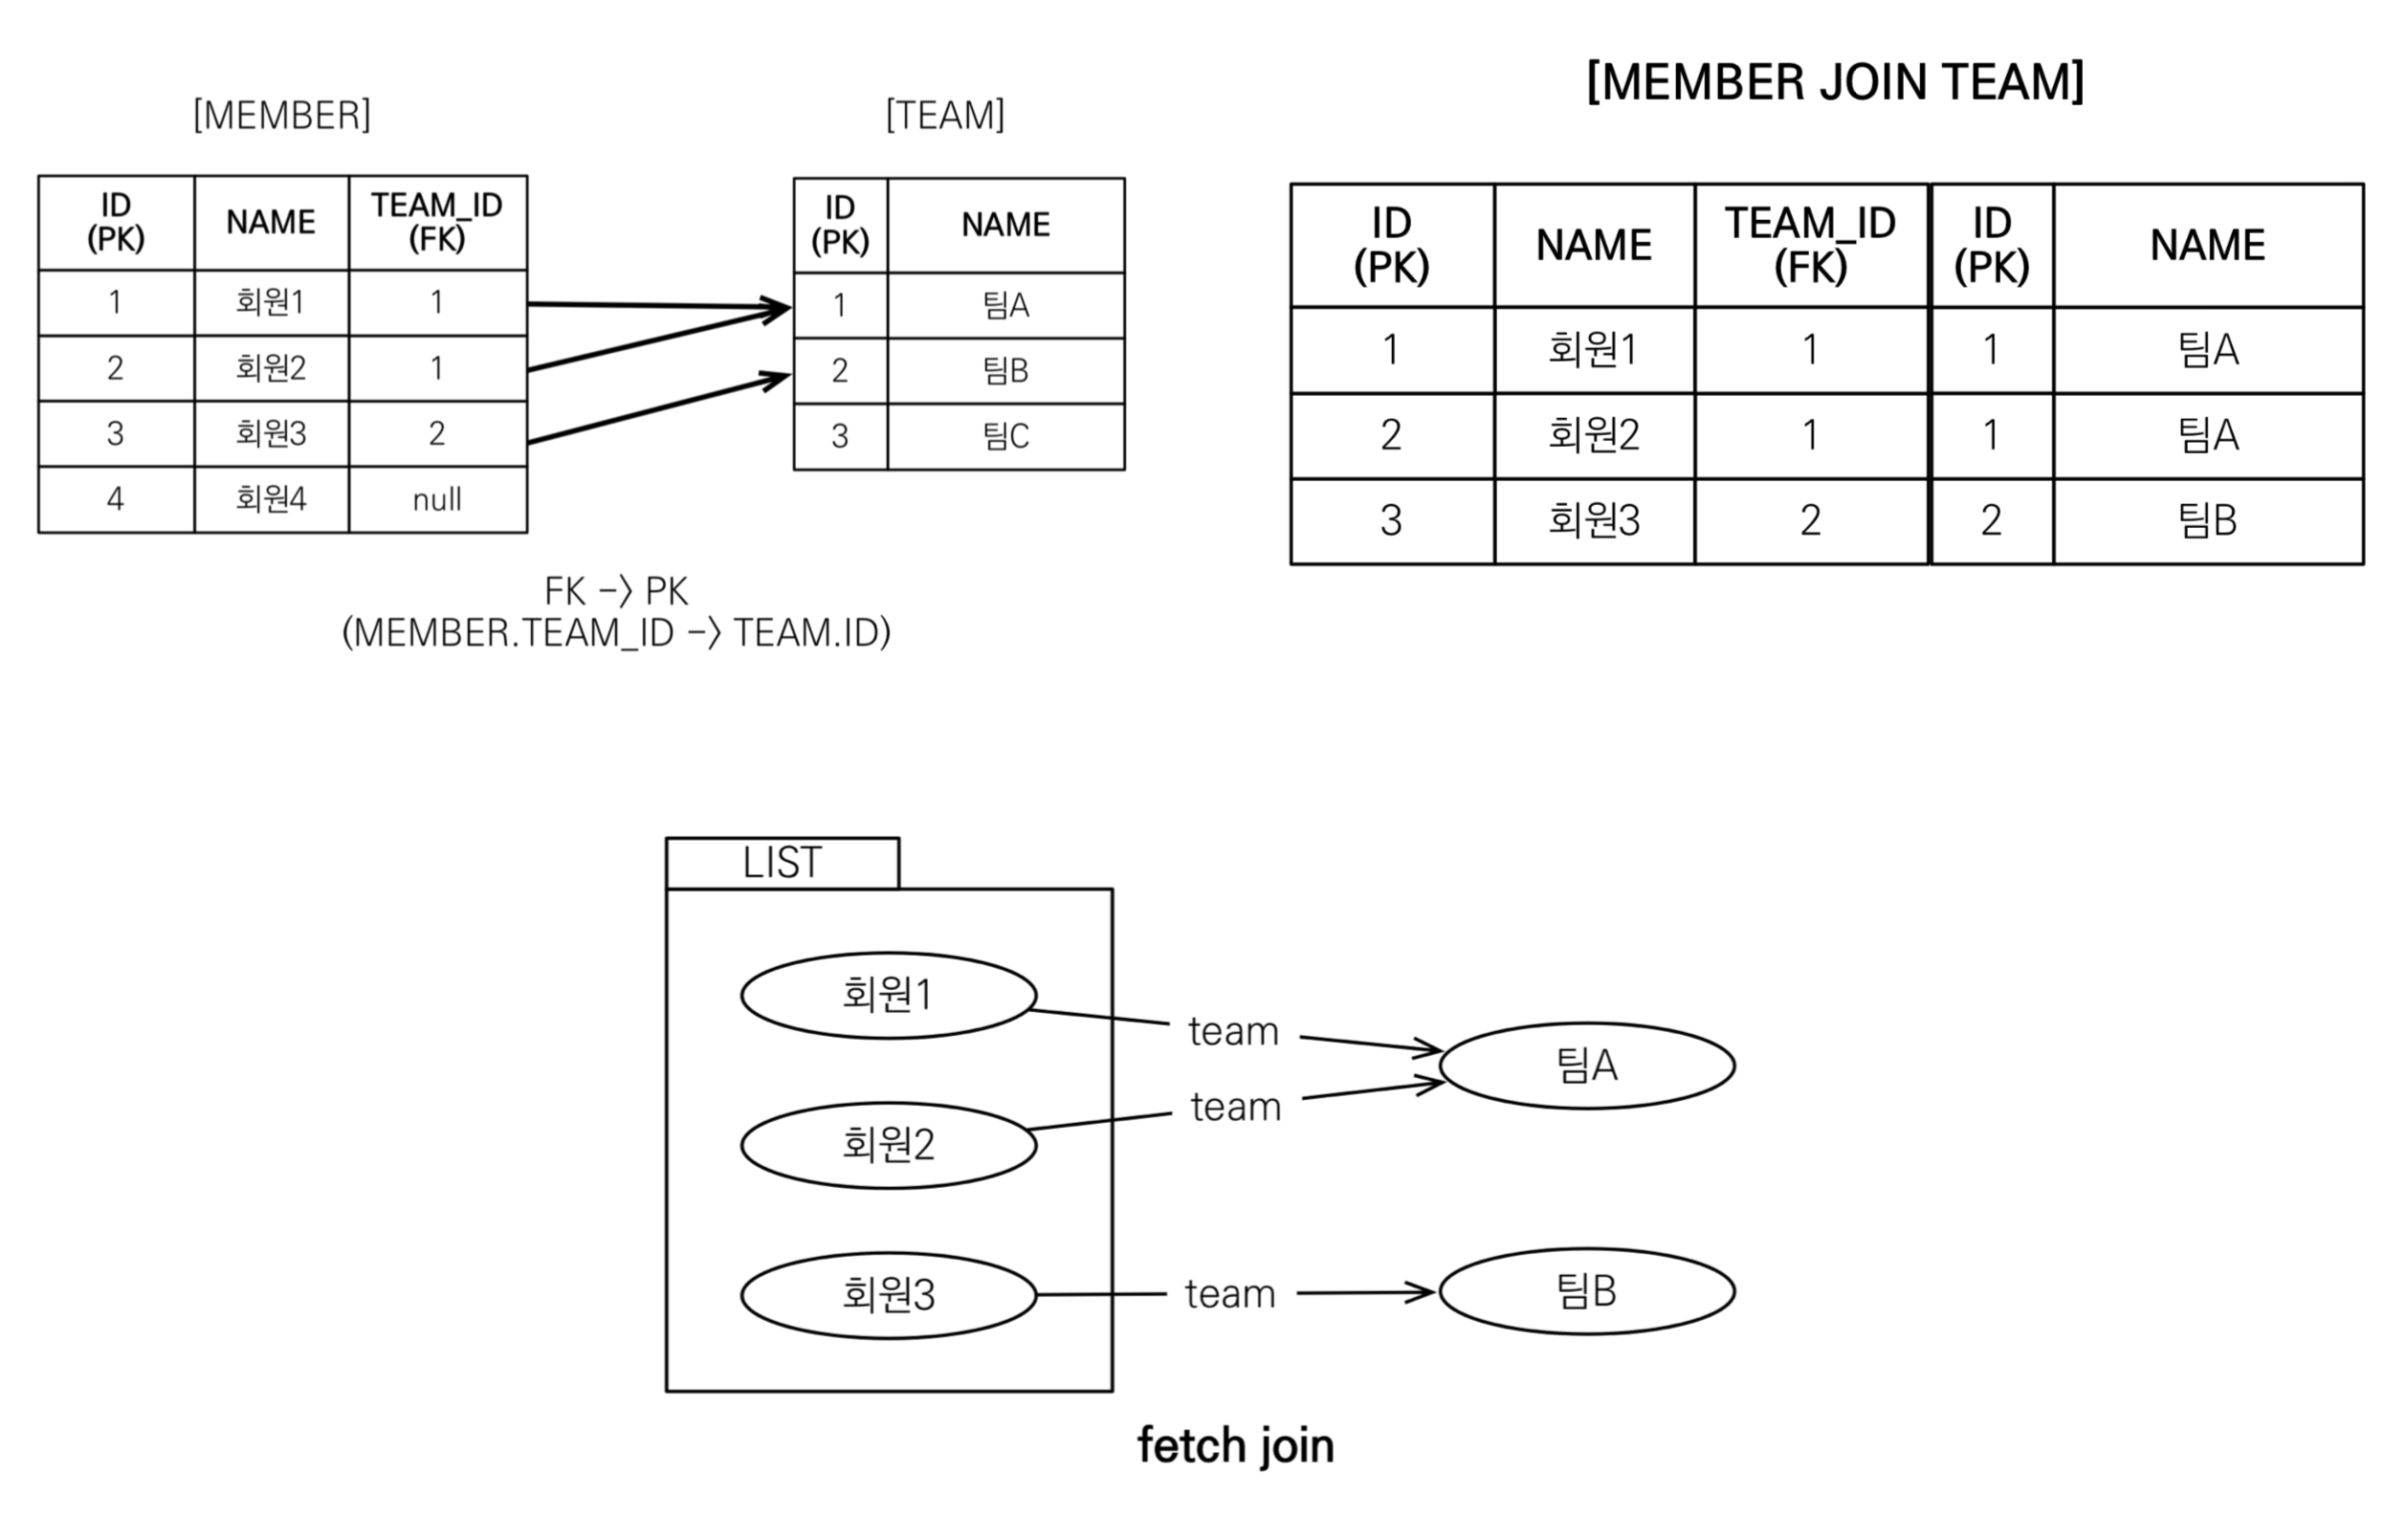 [MEMBER]
ID
(PK)
NAME
TEAM_ID
(FK)
1 회원1 1
2 회원2 1
3 회원3 2
4 회원4 null
[TEAM]
ID
(PK)
NAME
1 팀A
2 팀B
3 팀C
FK -> PK
(MEMBER.TEAM_ID -> TEAM.ID)
[MEMBER JOIN TEAM]
ID
(PK)
NAME
TEAM_ID
(FK)
ID
(PK)
NAME
1 회원1 1 1 팀A
2 회원2 1 1 팀A
3 회원3 2 2 팀B
LIST
회원1
team
팀A
team
회원2
회원3
team
팀B
fetch join